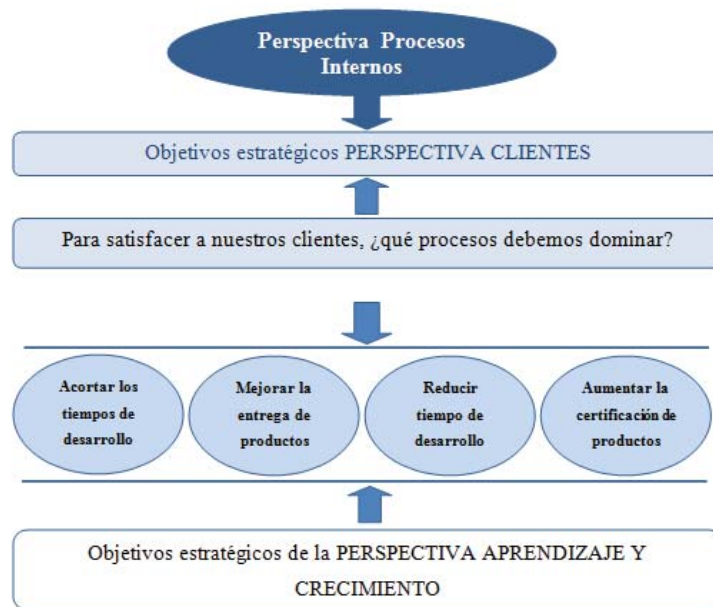 Perspectiva Procesos
Internos
Objetivos estratégicos PERSPECTIVA CLIENTES
Para satisfacer a nuestros clientes, ¿qué procesos debemos dominar?
Acortar los
tiempos de
desarrollo
Mejorar la
entrega de
productos
Reducir
tiempo de
desarrollo
Aumentar la
certificación de
productos
Objetivos estratégicos de la PERSPECTIVA APRENDIZAJE Y
CRECIMIENTO